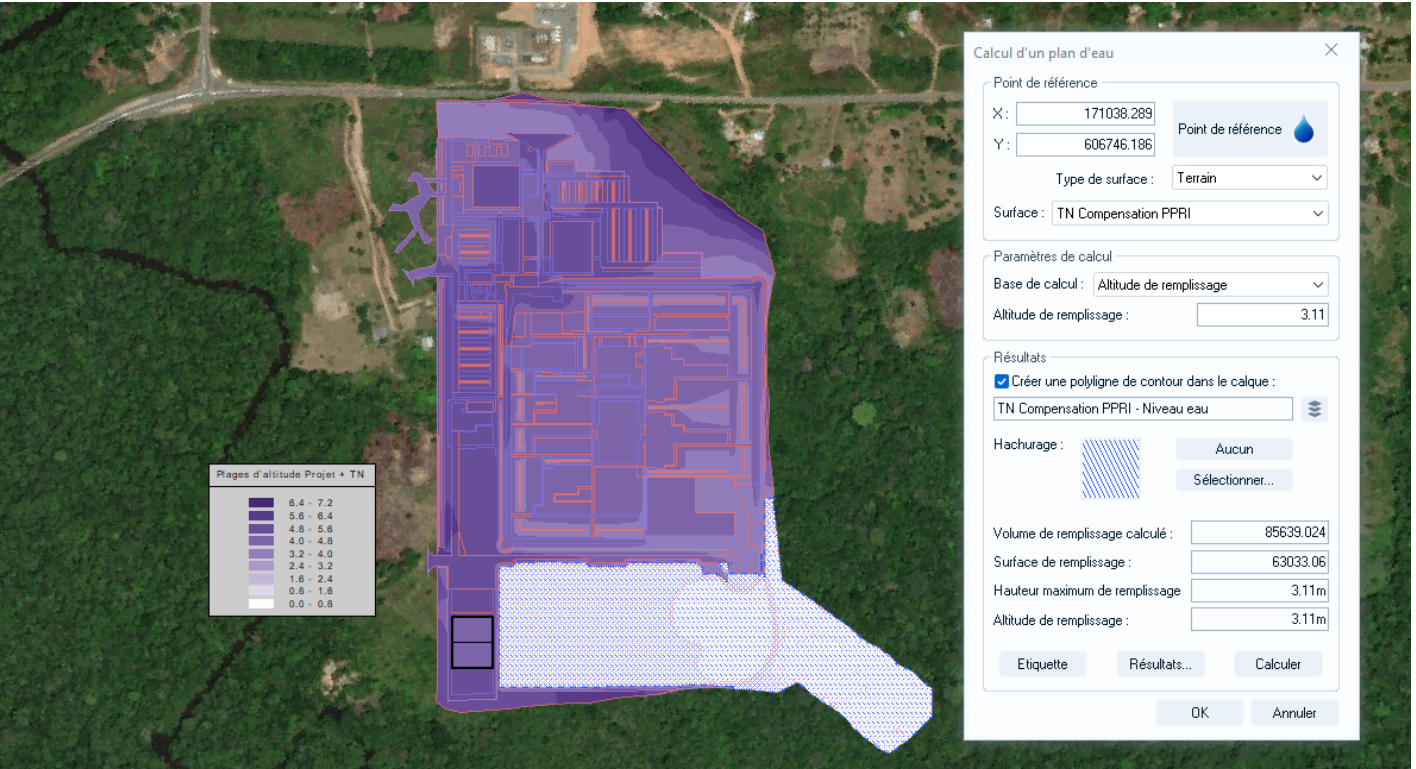 Calcul d'un plan d'eau
Point de référence
X : 171038.289
Y : 606746.186
Point de référence
Type de surface : Terrain
Surface : TN Compensation PPRI
Paramètres de calcul
Base de calcul : Altitude de remplissage
Altitude de remplissage : 3.11
Résultats
Créer une polyligne de contour dans le calque :
TN Compensation PPRI - Niveau eau
Hachurage :
Aucun
Sélectionner...
Volume de remplissage calculé : 85639.024
Surface de remplissage : 63033.06
Hauteur maximum de remplissage 3.11m
Altitude de remplissage : 3.11m
Etiquette Résultats... Calculer
OK Annuler
Plages d'altitude Projet + TN
6.4 - 7.2
5.6 - 6.4
4.8 - 5.6
4.0 - 4.8
3.2 - 4.0
2.4 - 3.2
1.6 - 2.4
0.8 - 1.6
0.0 - 0.8